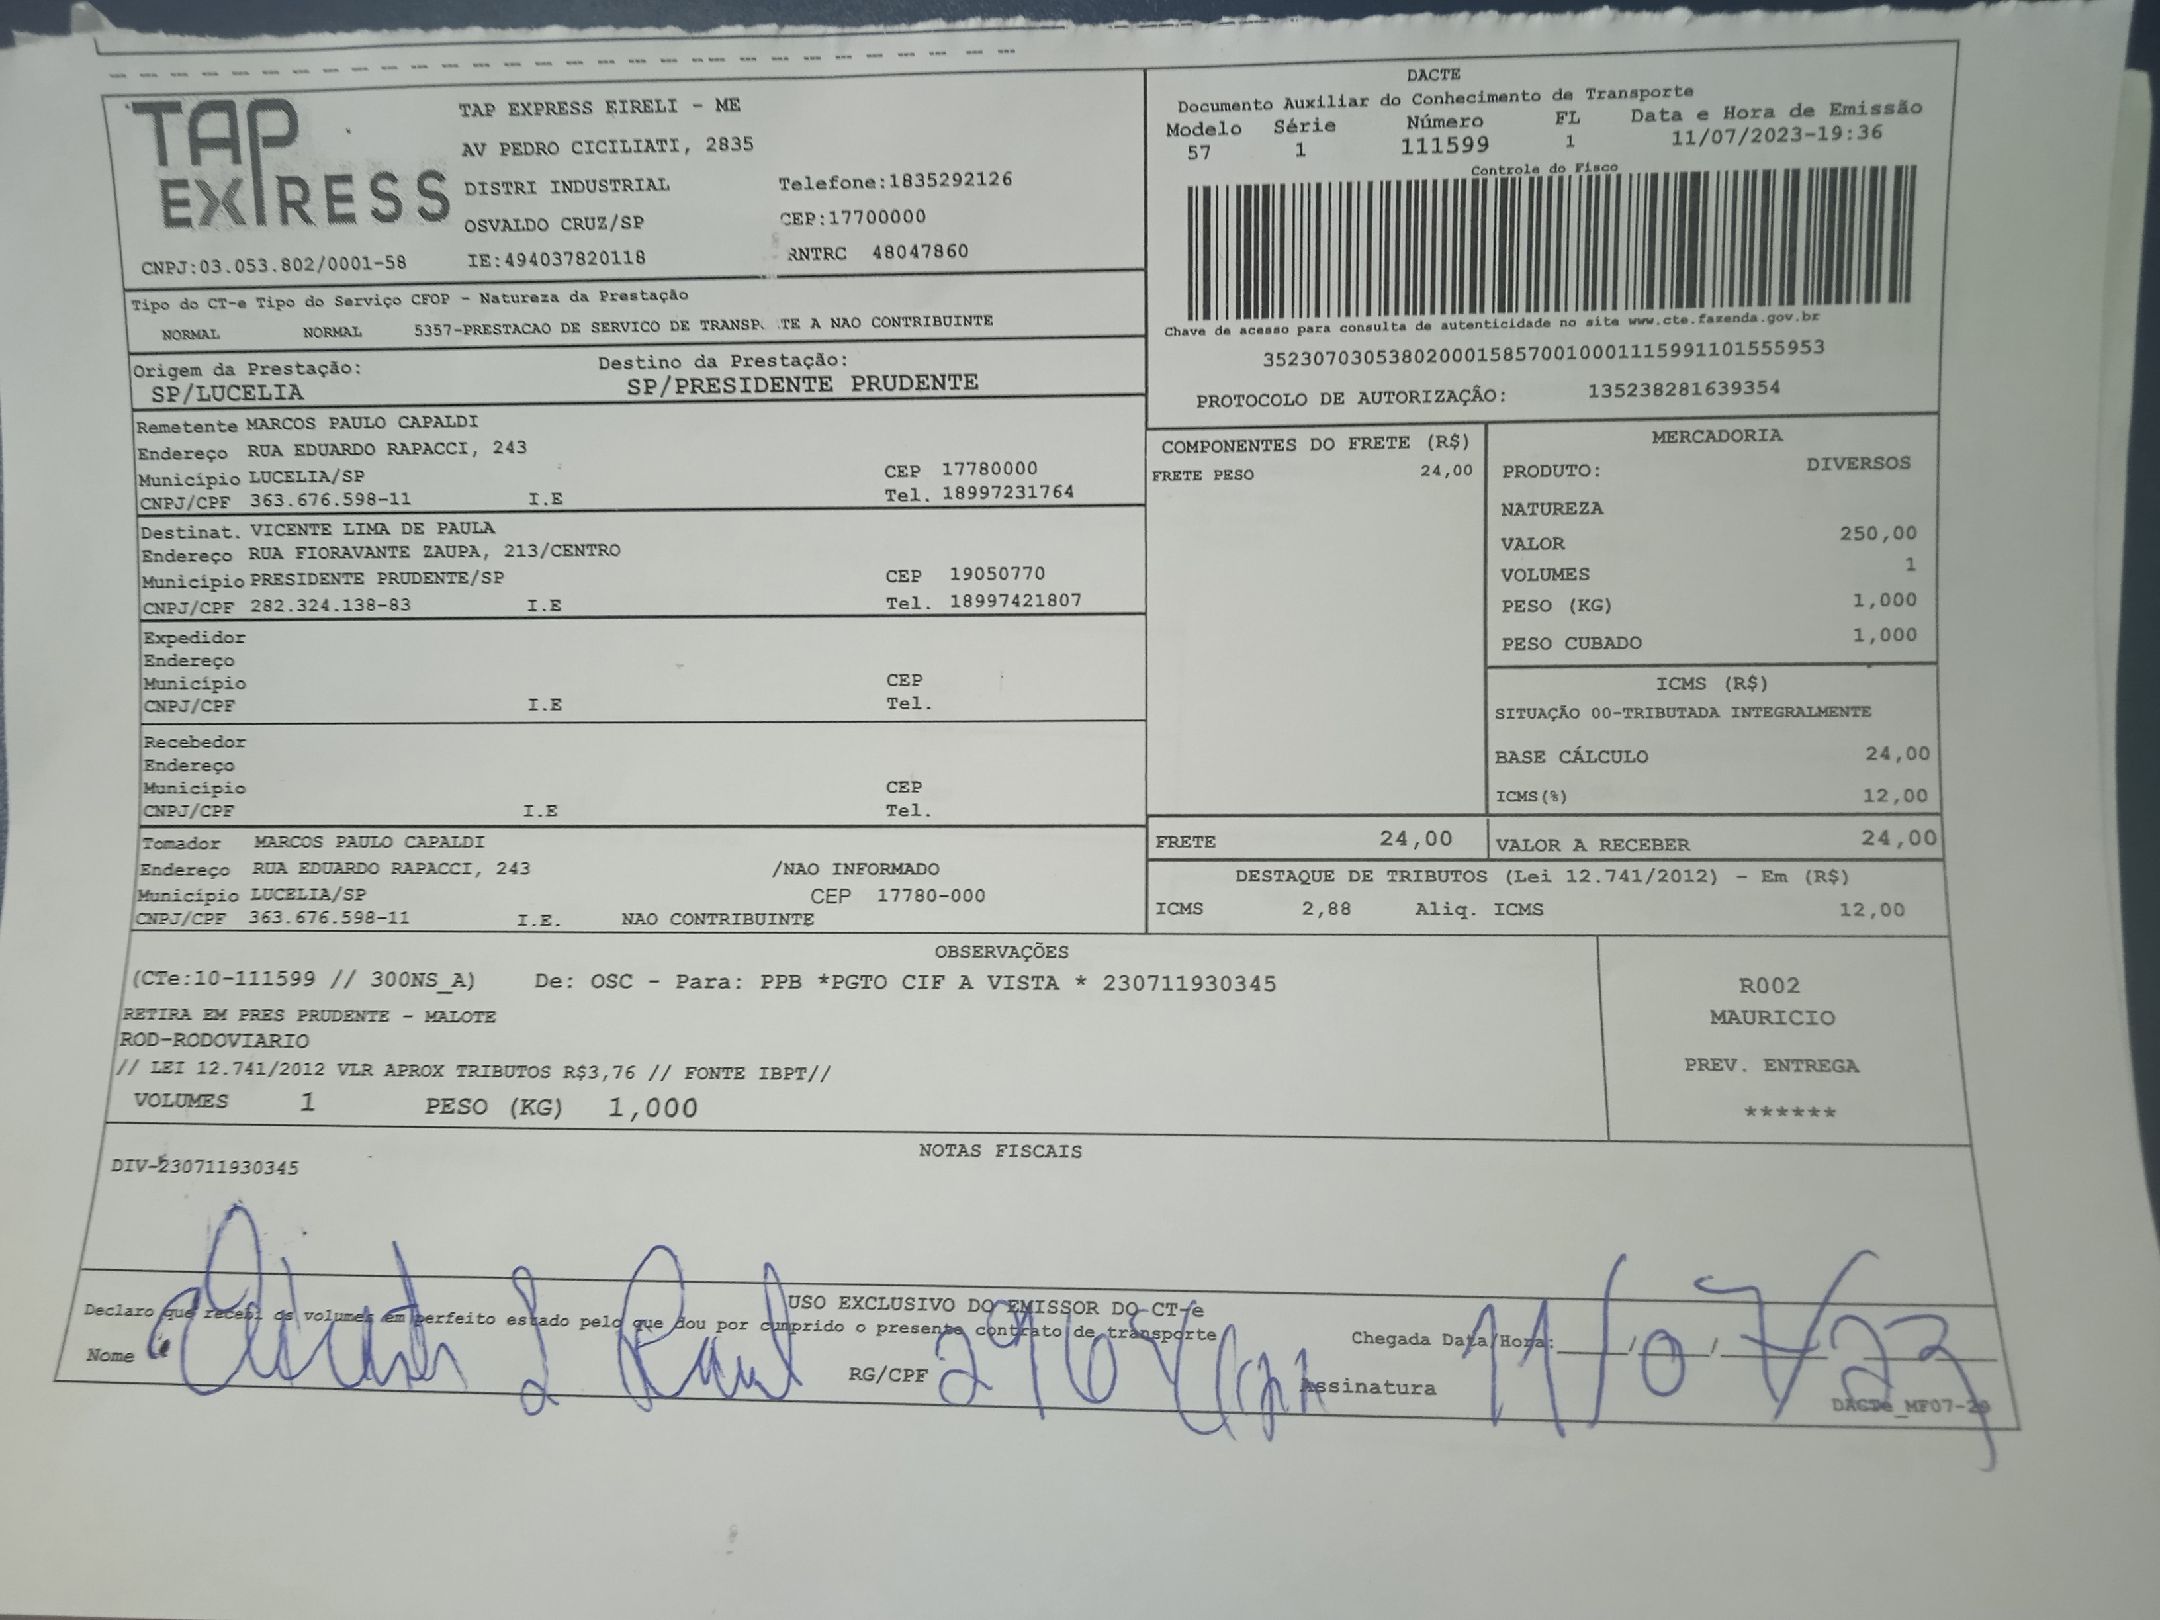 TAP EXPRESS
TAP EXPRESS EIRELI - ME
AV PEDRO CICILIATI, 2835
DISTRI INDUSTRIAL Telefone:1835292126
OSVALDO CRUZ/SP CEP:17700000
CNPJ:03.053.802/0001-58 IE:494037820118 RNTRC 48047860
DACTE
Documento Auxiliar do Conhecimento de Transporte
Modelo Série Número FL Data e Hora de Emissão
57 1 111599 1 11/07/2023-19:36
Controle do Fisco
Chave de acesso para consulta de autenticidade no site www.cte.fazenda.gov.br
35230703053802000158570010001115991101555953
PROTOCOLO DE AUTORIZAÇÃO: 135238281639354
Tipo do CT-e Tipo do Serviço CFOP - Natureza da Prestação
NORMAL NORMAL 5357-PRESTACAO DE SERVICO DE TRANSP. TE A NAO CONTRIBUINTE
Origem da Prestação: Destino da Prestação:
SP/LUCELIA SP/PRESIDENTE PRUDENTE
Remetente MARCOS PAULO CAPALDI
Endereço RUA EDUARDO RAPACCI, 243
Município LUCELIA/SP CEP 17780000
CNPJ/CPF 363.676.598-11 I.E Tel. 18997231764
Destinat. VICENTE LIMA DE PAULA
Endereço RUA FIORAVANTE ZAUPA, 213/CENTRO
Município PRESIDENTE PRUDENTE/SP CEP 19050770
CNPJ/CPF 282.324.138-83 I.E Tel. 18997421807
Expedidor
Endereço
Município CEP
CNPJ/CPF I.E Tel.
Recebedor
Endereço
Município CEP
CNPJ/CPF I.E Tel.
Tomador MARCOS PAULO CAPALDI
Endereço RUA EDUARDO RAPACCI, 243 /NAO INFORMADO
Município LUCELIA/SP CEP 17780-000
CNPJ/CPF 363.676.598-11 I.E. NAO CONTRIBUINTE
COMPONENTES DO FRETE (R$)
FRETE PESO 24,00
MERCADORIA
PRODUTO: DIVERSOS
NATUREZA
VALOR 250,00
VOLUMES 1
PESO (KG) 1,000
PESO CUBADO 1,000
ICMS (R$)
SITUAÇÃO 00-TRIBUTADA INTEGRALMENTE
BASE CÁLCULO 24,00
ICMS(%) 12,00
FRETE 24,00 VALOR A RECEBER 24,00
DESTAQUE DE TRIBUTOS (Lei 12.741/2012) - Em (R$)
ICMS 2,88 Aliq. ICMS 12,00
OBSERVAÇÕES
(CTe:10-111599 // 300NS_A) De: OSC - Para: PPB *PGTO CIF A VISTA * 230711930345
RETIRA EM PRES PRUDENTE - MALOTE
ROD-RODOVIARIO
// LEI 12.741/2012 VLR APROX TRIBUTOS R$3,76 // FONTE IBPT//
VOLUMES 1 PESO (KG) 1,000
R002
MAURICIO
PREV. ENTREGA
******
NOTAS FISCAIS
DIV-230711930345
USO EXCLUSIVO DO EMISSOR DO CT-e
Declaro que recebi os volumes em perfeito estado pelo que dou por cumprido o presente contrato de transporte
Chegada Data/Hora: 11/07/23
Nome RG/CPF Assinatura
DACTe_MF07-20